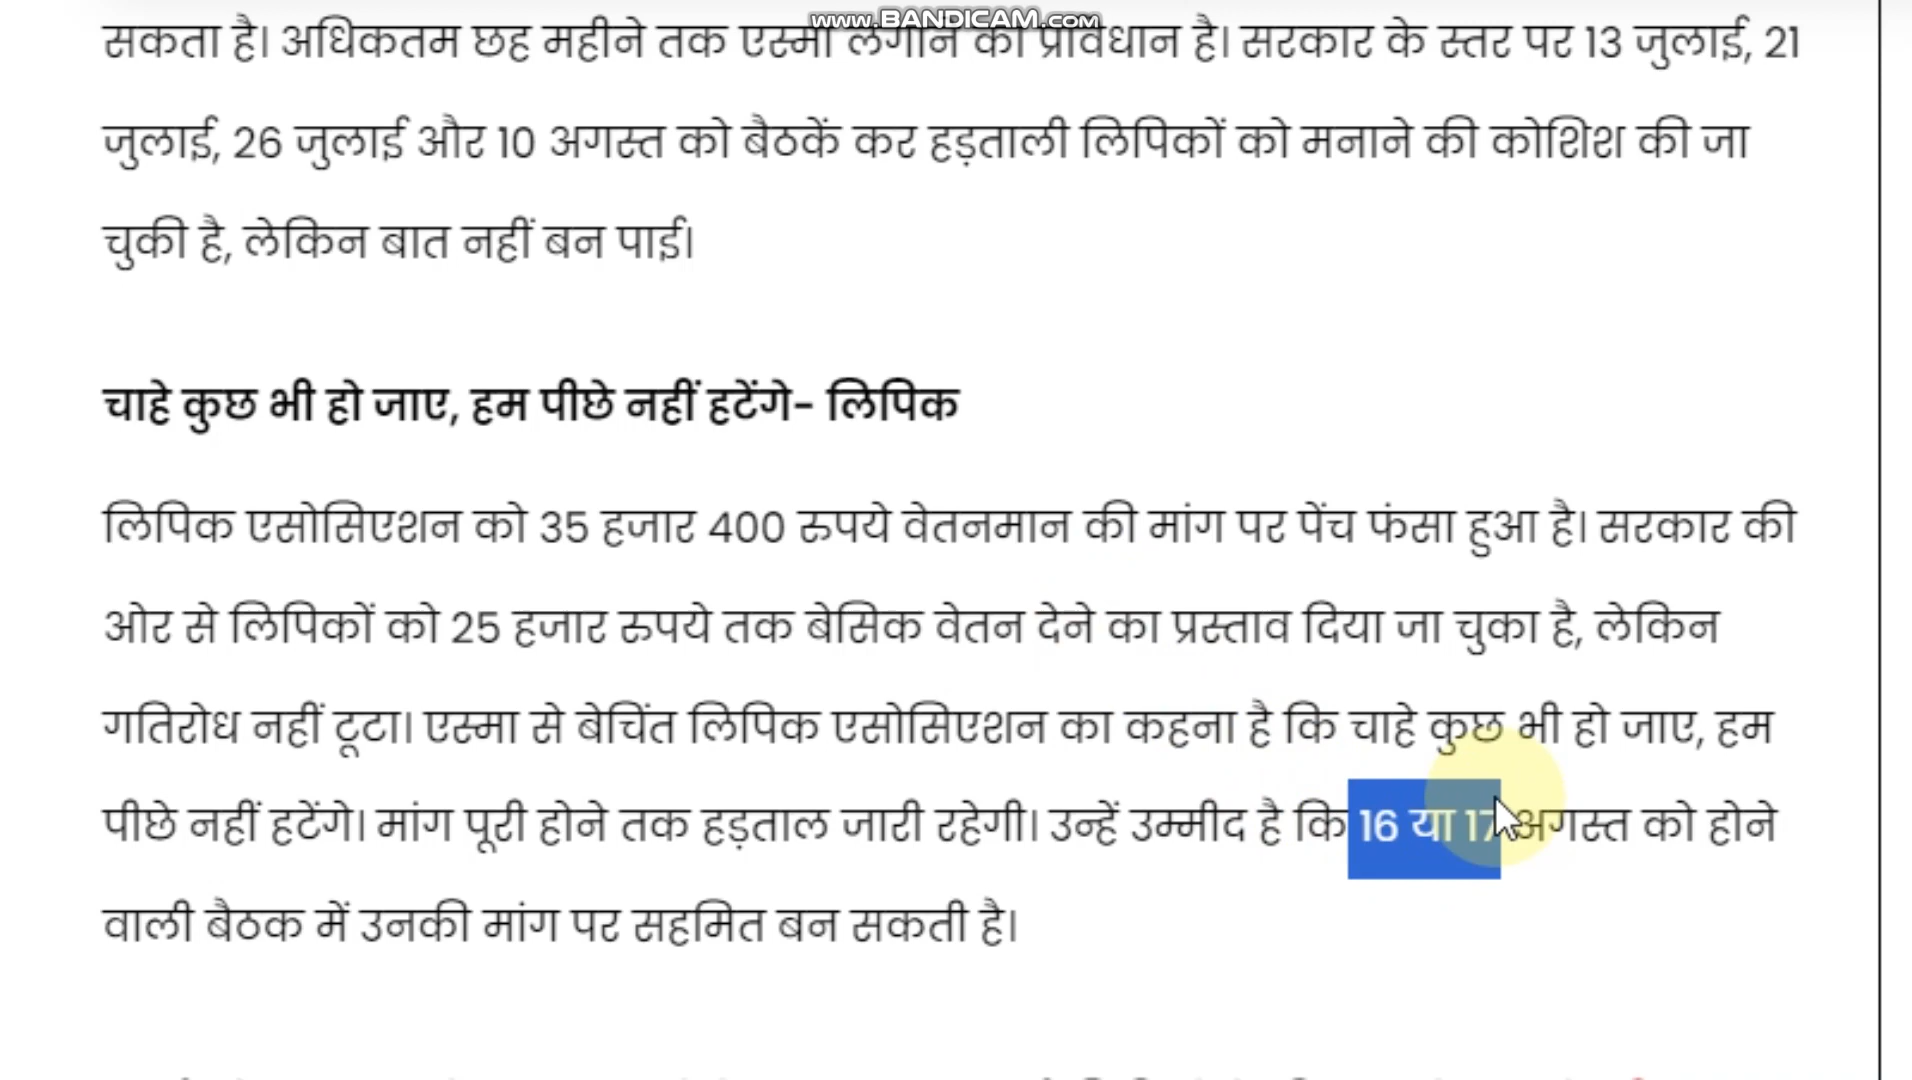 www.BANDICAM.com
सकता है। अधिकतम छह महीने तक एस्मा लगाने का प्रावधान है। सरकार के स्तर पर 13 जुलाई, 21
जुलाई, 26 जुलाई और 10 अगस्त को बैठकें कर हड़ताली लिपिकों को मनाने की कोशिश की जा
चुकी है, लेकिन बात नहीं बन पाई।
चाहे कुछ भी हो जाए, हम पीछे नहीं हटेंगे- लिपिक
लिपिक एसोसिएशन को 35 हजार 400 रुपये वेतनमान की मांग पर पेंच फंसा हुआ है। सरकार की
ओर से लिपिकों को 25 हजार रुपये तक बेसिक वेतन देने का प्रस्ताव दिया जा चुका है, लेकिन
गतिरोध नहीं टूटा। एस्मा से बेचिंत लिपिक एसोसिएशन का कहना है कि चाहे कुछ भी हो जाए, हम
पीछे नहीं हटेंगे। मांग पूरी होने तक हड़ताल जारी रहेगी। उन्हें उम्मीद है कि 16 या 17 अगस्त को होने
वाली बैठक में उनकी मांग पर सहमित बन सकती है।